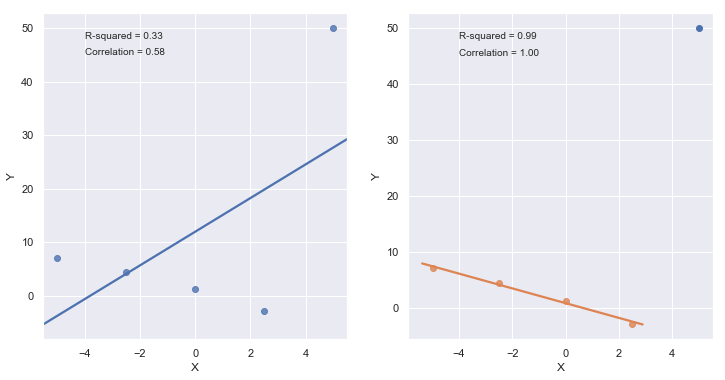 50
40
30
20
10
0
Y
R-squared = 0.33
Correlation = 0.58
−4
−2
0
2
4
X
50
40
30
20
10
0
Y
R-squared = 0.99
Correlation = 1.00
−4
−2
0
2
4
X